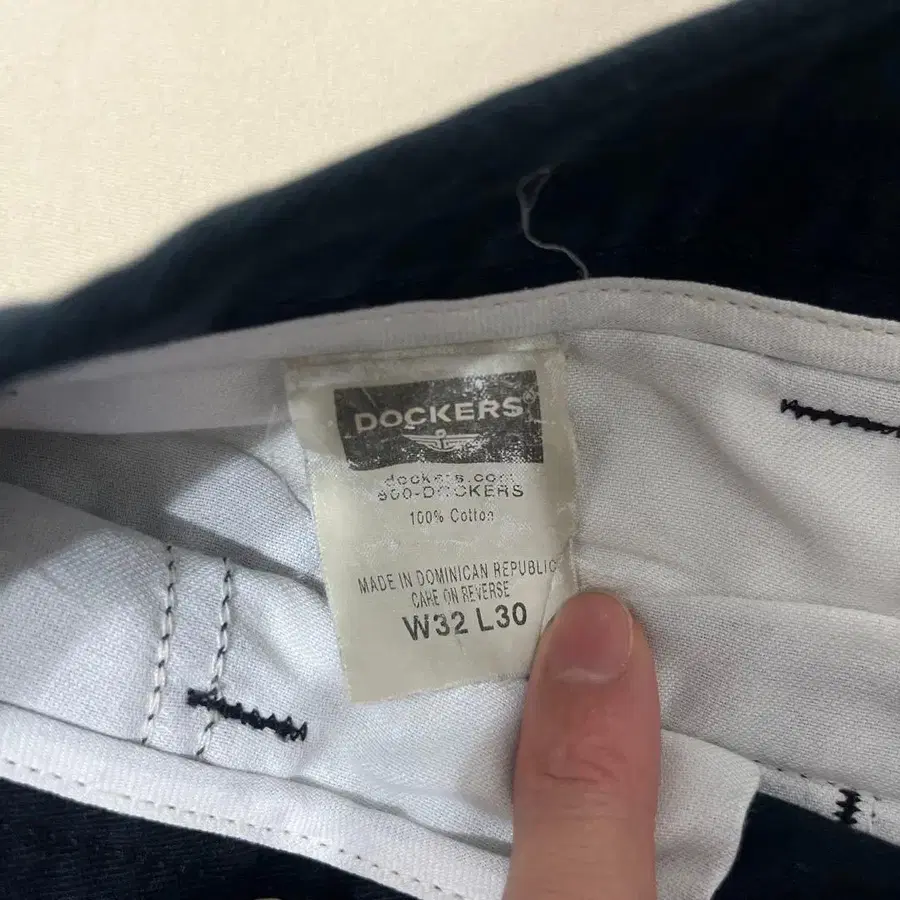 DOCKERS®
dockers.com
800-DOCKERS
100% Cotton
MADE IN DOMINICAN REPUBLIC
CARE ON REVERSE
W32 L30